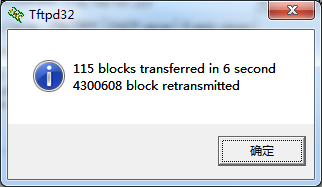 Tftpd32
115 blocks transferred in 6 second
4300608 block retransmitted
确定